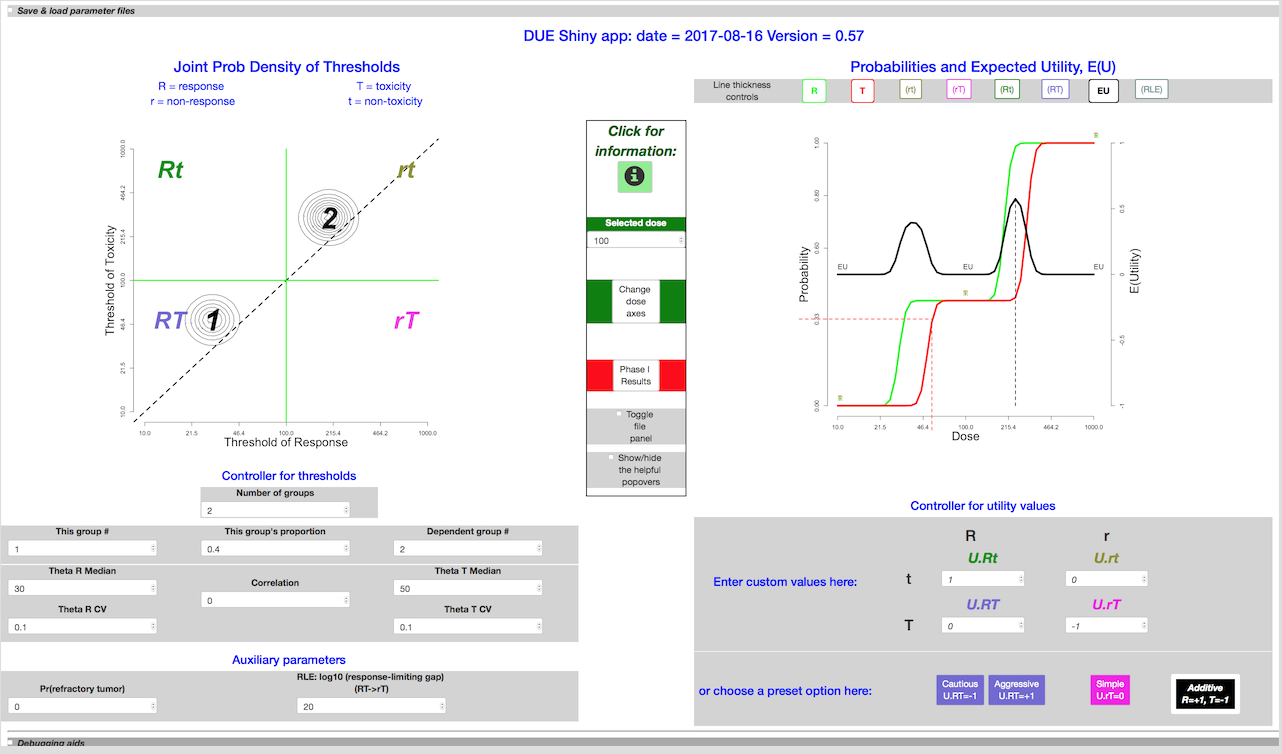 Save & load parameter files
DUE Shiny app: date = 2017-08-16 Version = 0.57
Joint Prob Density of Thresholds
R = response T = toxicity
r = non-response t = non-toxicity
Threshold of Toxicity
1000.0
464.2
215.4
100.0
46.4
21.5
10.0
Rt
rt
2
RT
1
rT
10.0 21.5 46.4 100.0 215.4 464.2 1000.0
Threshold of Response
Controller for thresholds
Number of groups
2
This group # This group's proportion Dependent group #
1 0.4 2
Theta R Median Correlation Theta T Median
30 0 50
Theta R CV Theta T CV
0.1 0.1
Auxiliary parameters
Pr(refractory tumor)
0
RLE: log10 (response-limiting gap)
(RT->rT)
20
Click for
information:
i
Selected dose
100
Change
dose
axes
Phase I
Results
Toggle
file
panel
Show/hide
the helpful
popovers
Probabilities and Expected Utility, E(U)
Line thickness
controls
R T (rt) (rT) (Rt) (RT) EU (RLE)
Probability
1.00
0.80
0.60
0.33
0.00
EU EU EU
E(Utility)
1
0.5
0
-0.5
-1
10.0 21.5 46.4 100.0 215.4 464.2 1000.0
Dose
Controller for utility values
R r
U.Rt U.rt
Enter custom values here:
t 1 0
U.RT U.rT
T 0 -1
or choose a preset option here:
Cautious
U.RT=-1
Aggressive
U.RT=+1
Simple
U.rT=0
Additive
R=+1, T=-1
Debugging aids